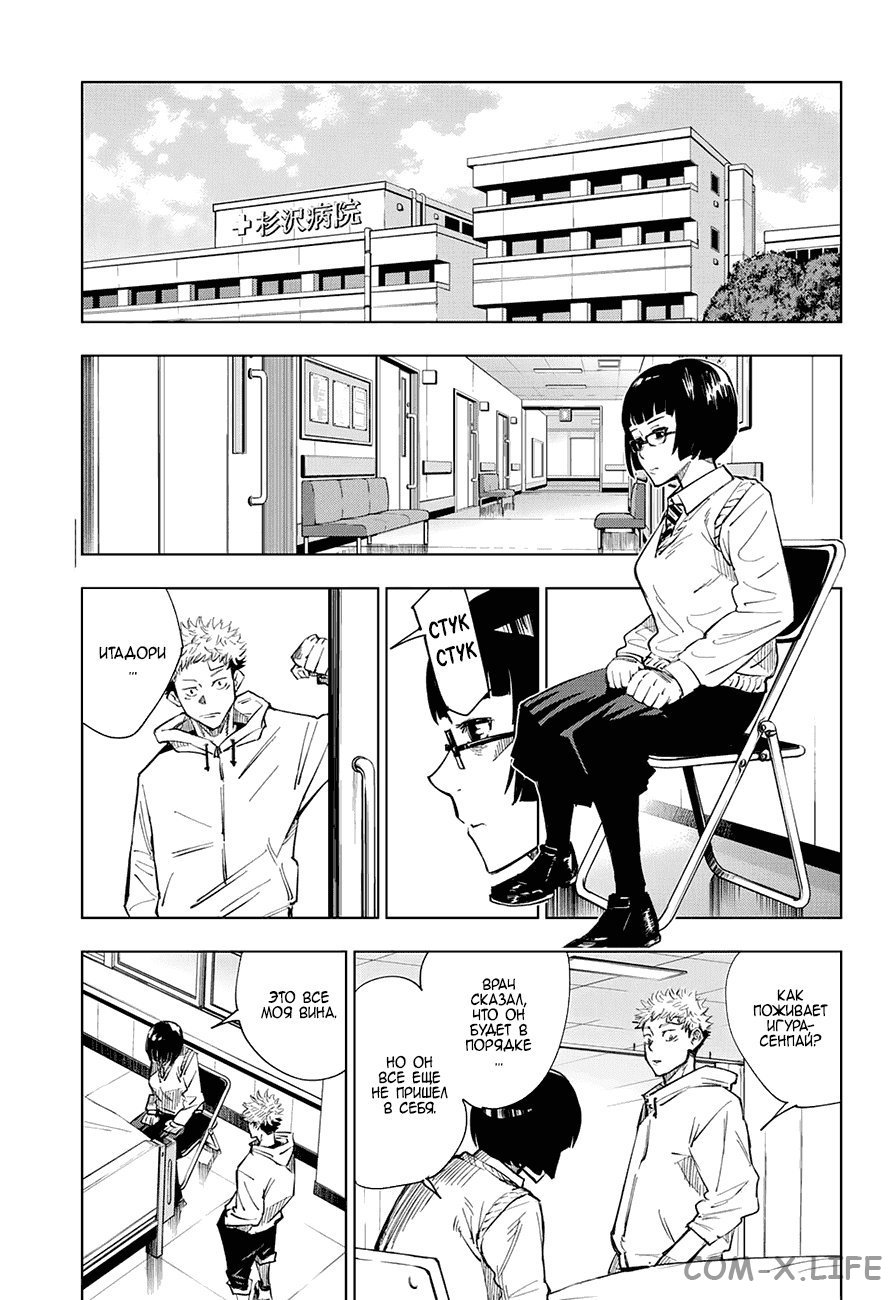 杉沢病院
СТУК
СТУК
ИТАДОРИ
...
КАК
ПОЖИВАЕТ
ИГУРА-
СЕНПАЙ?
ВРАЧ
СКАЗАЛ,
ЧТО ОН
БУДЕТ В
ПОРЯДКЕ
...
НО ОН
ВСЕ ЕЩЕ
НЕ ПРИШЕЛ
В СЕБЯ.
ЭТО ВСЕ
МОЯ ВИНА.
COM-X.LIFE